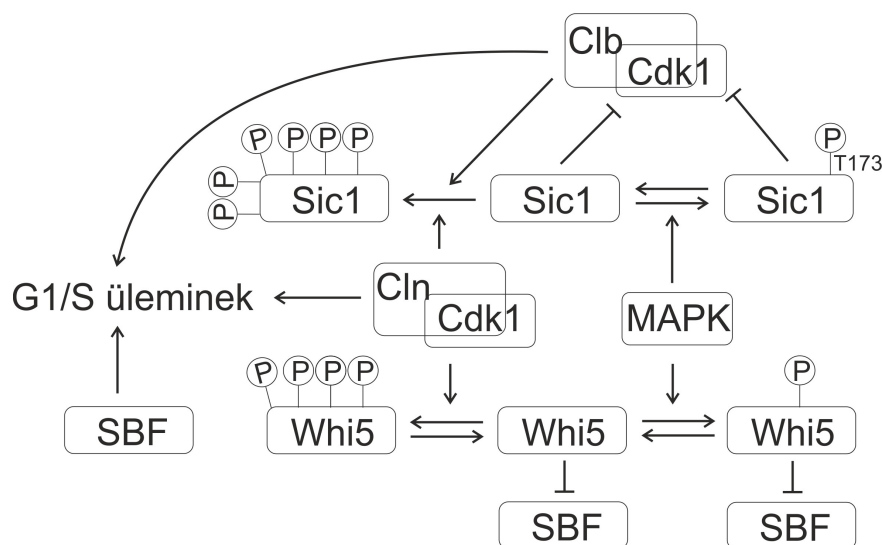 Clb
Cdk1
P P P P
P
T173
P
P
Sic1
Sic1
Sic1
Cln
Cdk1
G1/S üleminek
MAPK
P P P P
P
SBF
Whi5
Whi5
Whi5
SBF
SBF